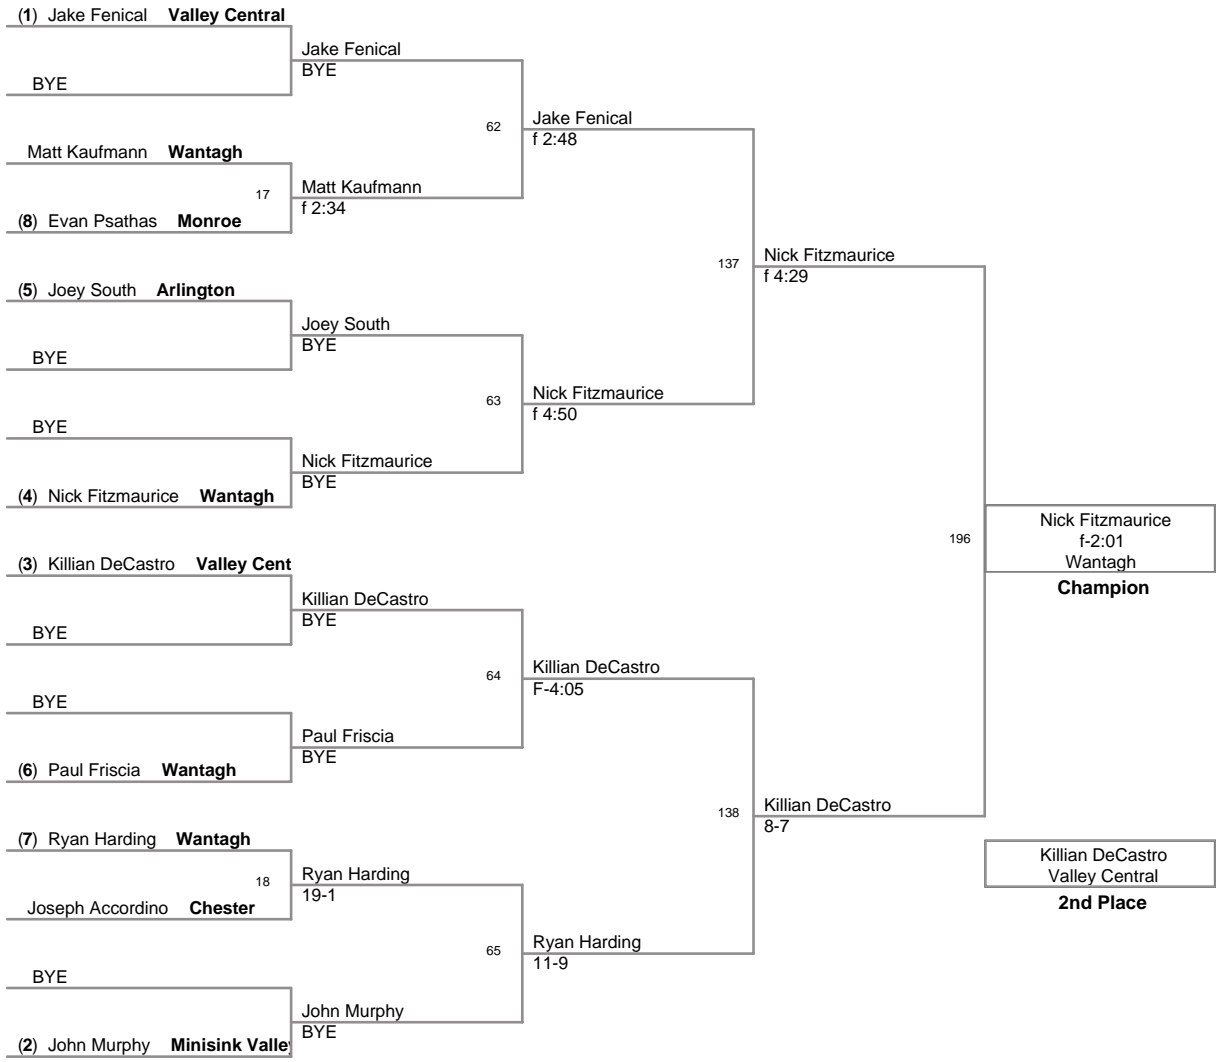 (1) Jake Fenical Valley Central
Jake Fenical
BYE
BYE
62
Jake Fenical
f 2:48
Matt Kaufmann Wantagh
17
Matt Kaufmann
f 2:34
(8) Evan Psathas Monroe
137
Nick Fitzmaurice
f 4:29
(5) Joey South Arlington
Joey South
BYE
BYE
63
Nick Fitzmaurice
f 4:50
BYE
Nick Fitzmaurice
BYE
(4) Nick Fitzmaurice Wantagh
196
Nick Fitzmaurice
f-2:01
Wantagh
Champion
(3) Killian DeCastro Valley Cent
Killian DeCastro
BYE
BYE
64
Killian DeCastro
F-4:05
BYE
Paul Friscia
BYE
(6) Paul Friscia Wantagh
138
Killian DeCastro
8-7
(7) Ryan Harding Wantagh
18
Ryan Harding
19-1
Joseph Accordino Chester
Killian DeCastro
Valley Central
2nd Place
65
Ryan Harding
11-9
BYE
John Murphy
BYE
(2) John Murphy Minisink Valley